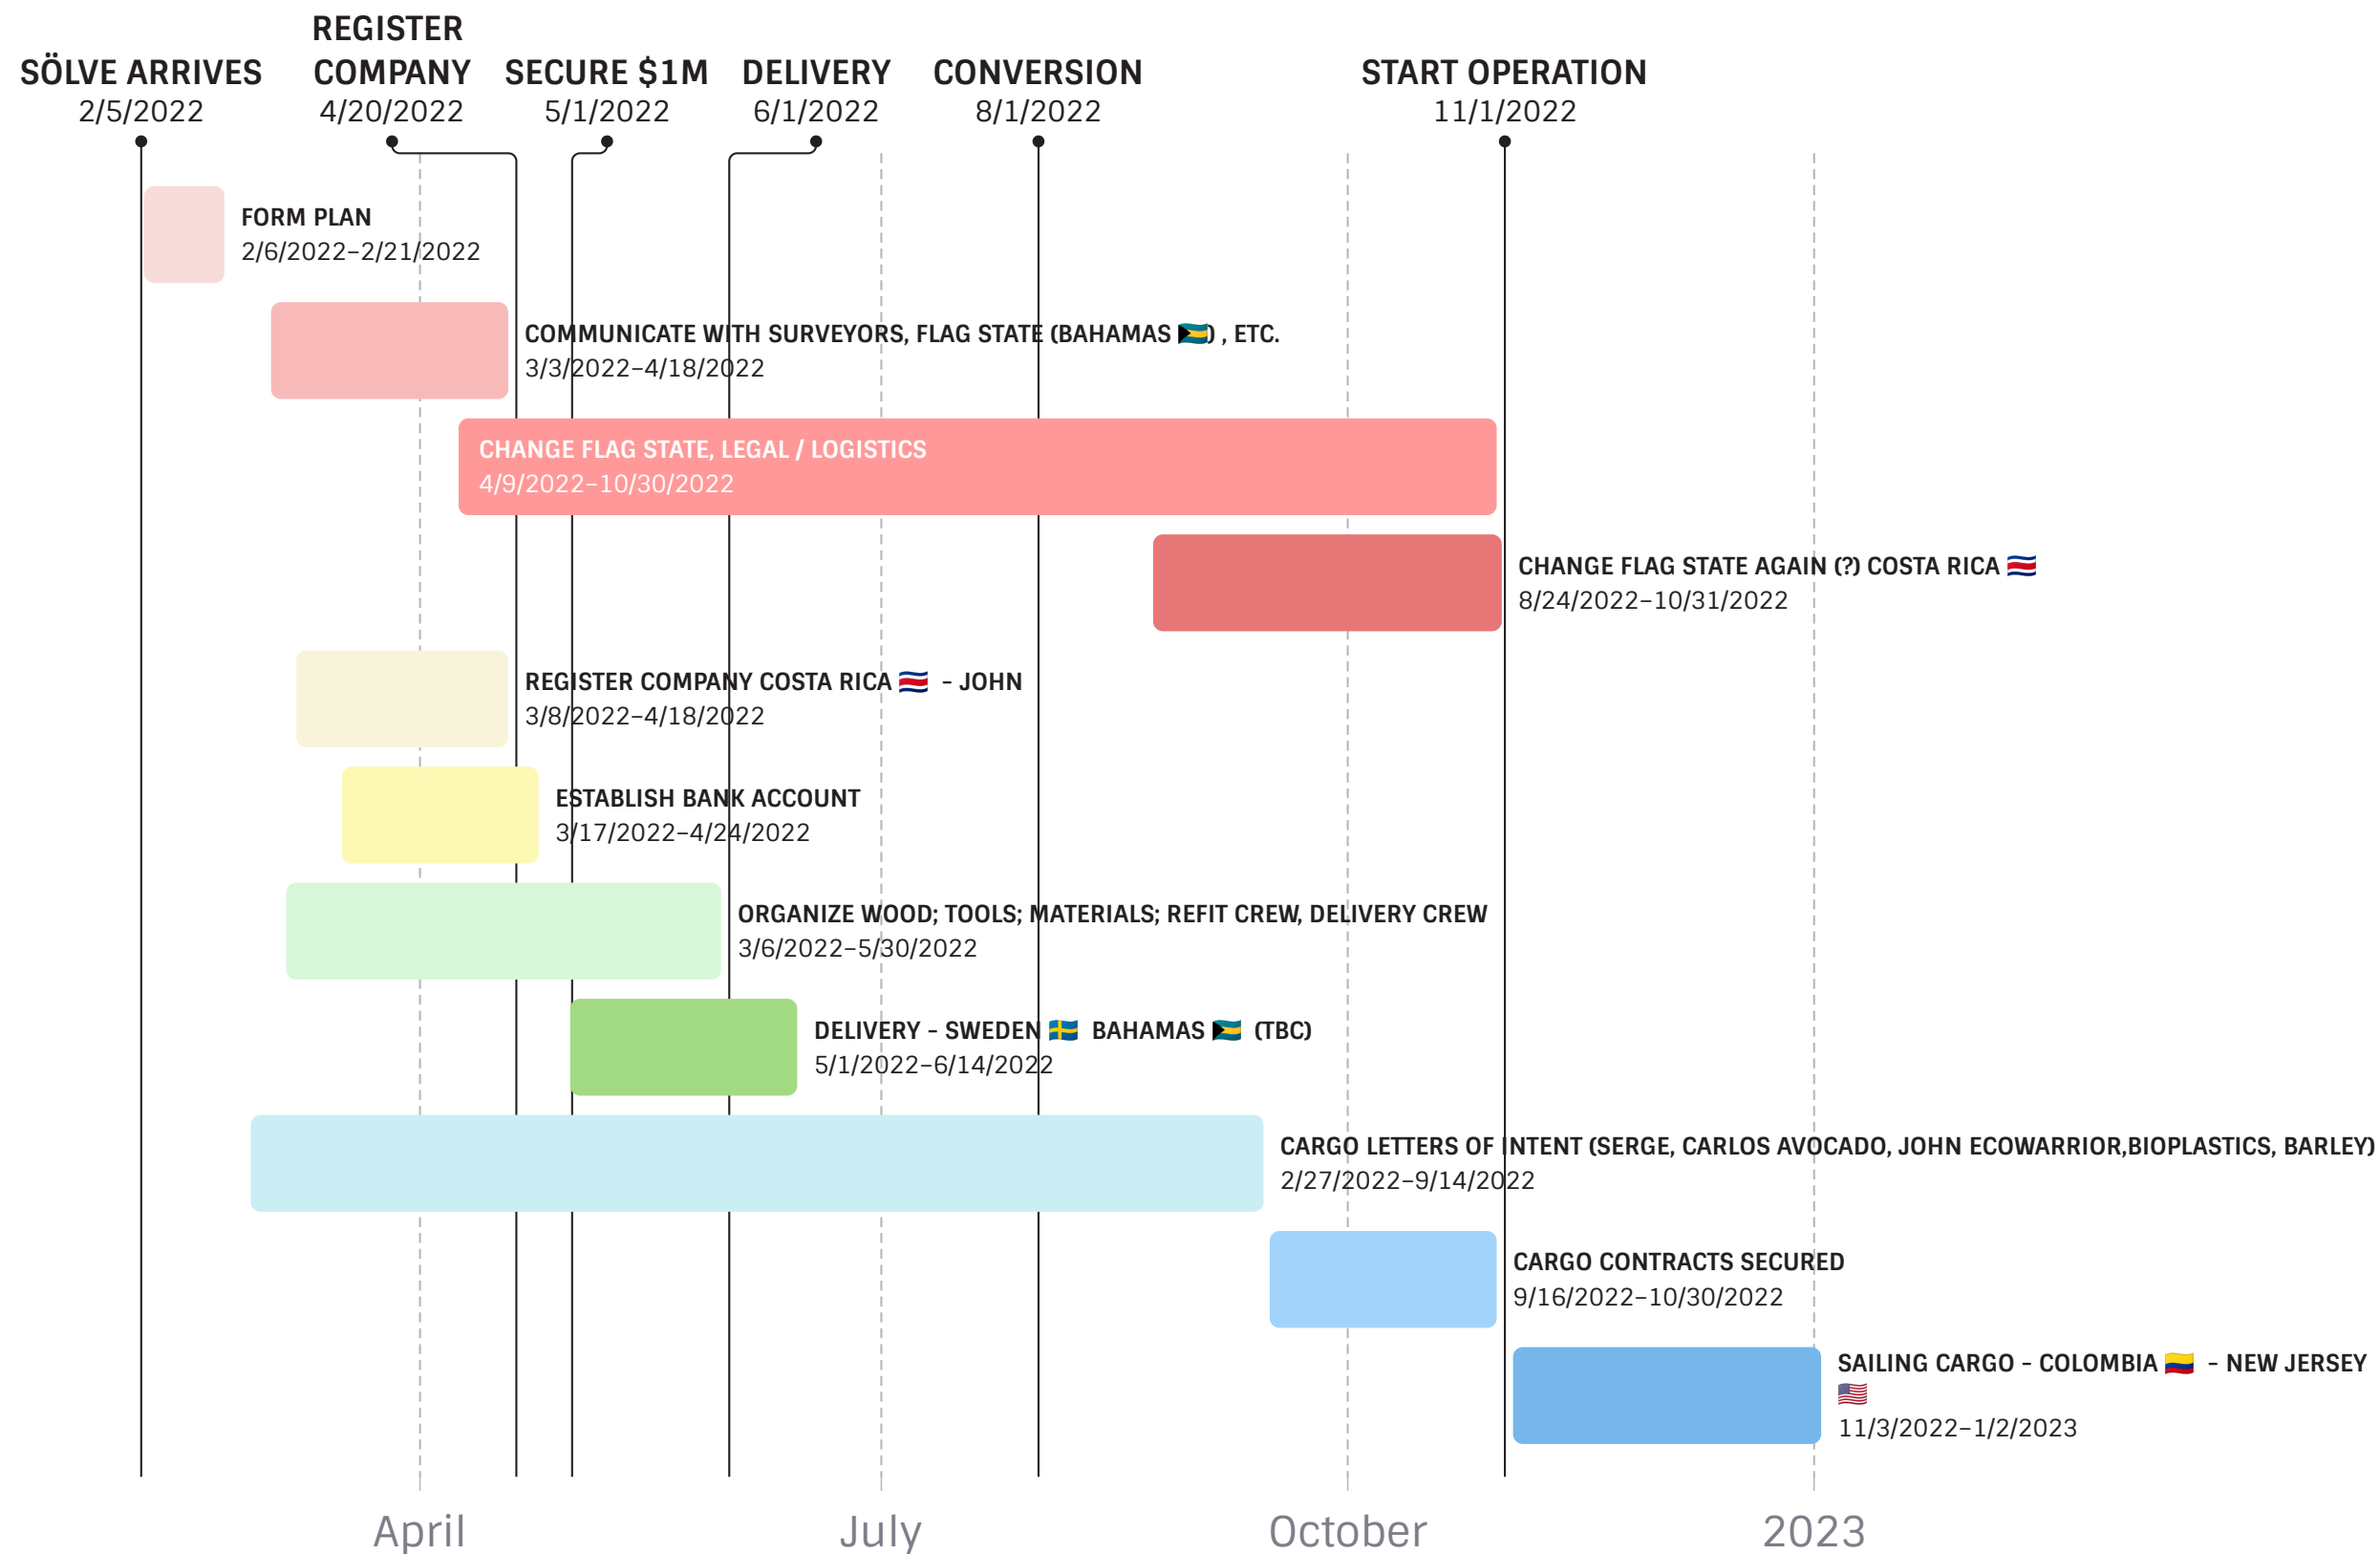 REGISTER
SÖLVE ARRIVES COMPANY SECURE $1M DELIVERY CONVERSION START OPERATION
2/5/2022 4/20/2022 5/1/2022 6/1/2022 8/1/2022 11/1/2022
FORM PLAN
2/6/2022–2/21/2022
COMMUNICATE WITH SURVEYORS, FLAG STATE (BAHAMAS 🇧🇸) , ETC.
3/3/2022–4/18/2022
CHANGE FLAG STATE, LEGAL / LOGISTICS
4/9/2022–10/30/2022
CHANGE FLAG STATE AGAIN (?) COSTA RICA 🇨🇷
8/24/2022–10/31/2022
REGISTER COMPANY COSTA RICA 🇨🇷 – JOHN
3/8/2022–4/18/2022
ESTABLISH BANK ACCOUNT
3/17/2022–4/24/2022
ORGANIZE WOOD; TOOLS; MATERIALS; REFIT CREW, DELIVERY CREW
3/6/2022–5/30/2022
DELIVERY – SWEDEN 🇸🇪 BAHAMAS 🇧🇸 (TBC)
5/1/2022–6/14/2022
CARGO LETTERS OF INTENT (SERGE, CARLOS AVOCADO, JOHN ECOWARRIOR,BIOPLASTICS, BARLEY)
2/27/2022–9/14/2022
CARGO CONTRACTS SECURED
9/16/2022–10/30/2022
SAILING CARGO – COLOMBIA 🇨🇴 – NEW JERSEY
🇺🇸
11/3/2022–1/2/2023
April July October 2023